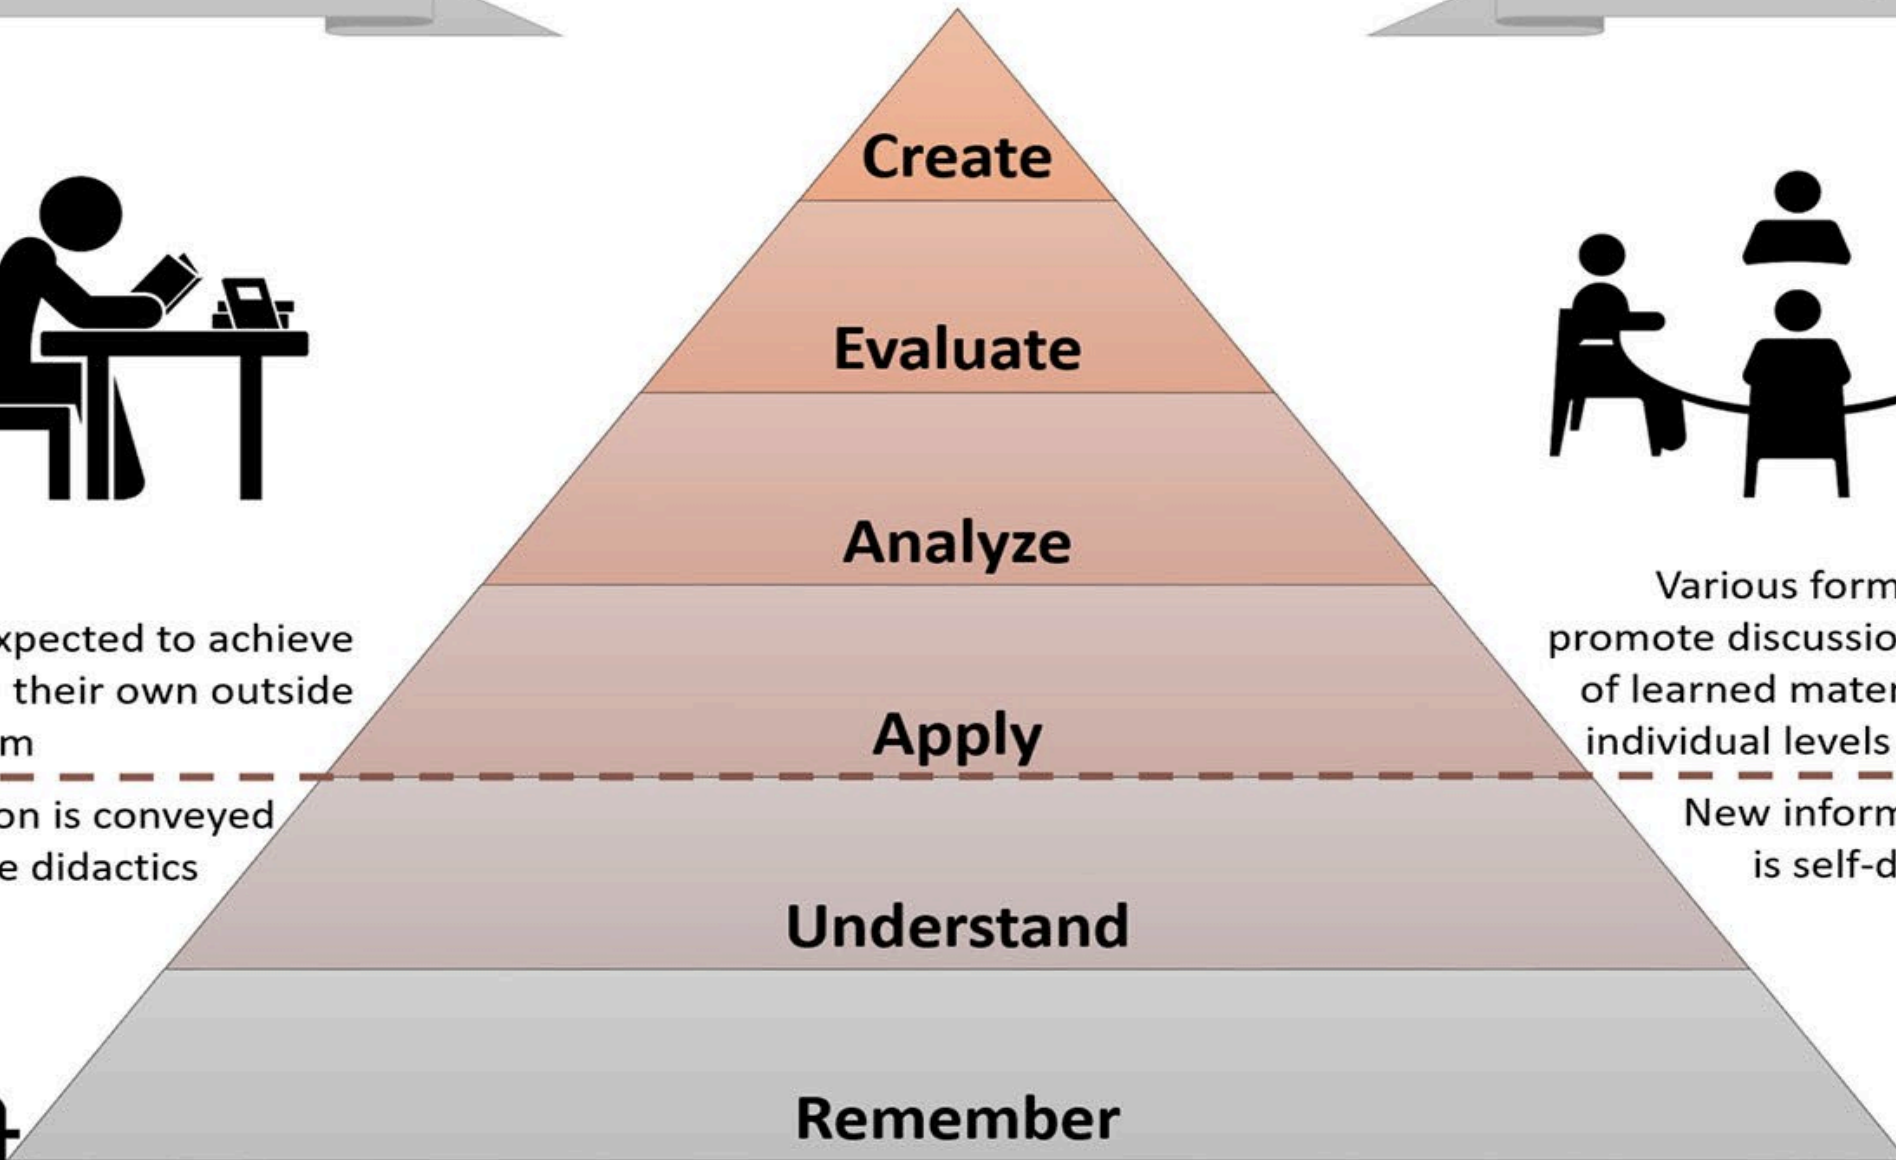 Create
Evaluate
Analyze
Apply
Understand
Remember
xpected to achieve
their own outside
m
on is conveyed
e didactics
Various form
promote discussio
of learned mater
individual levels
New inform
is self-d